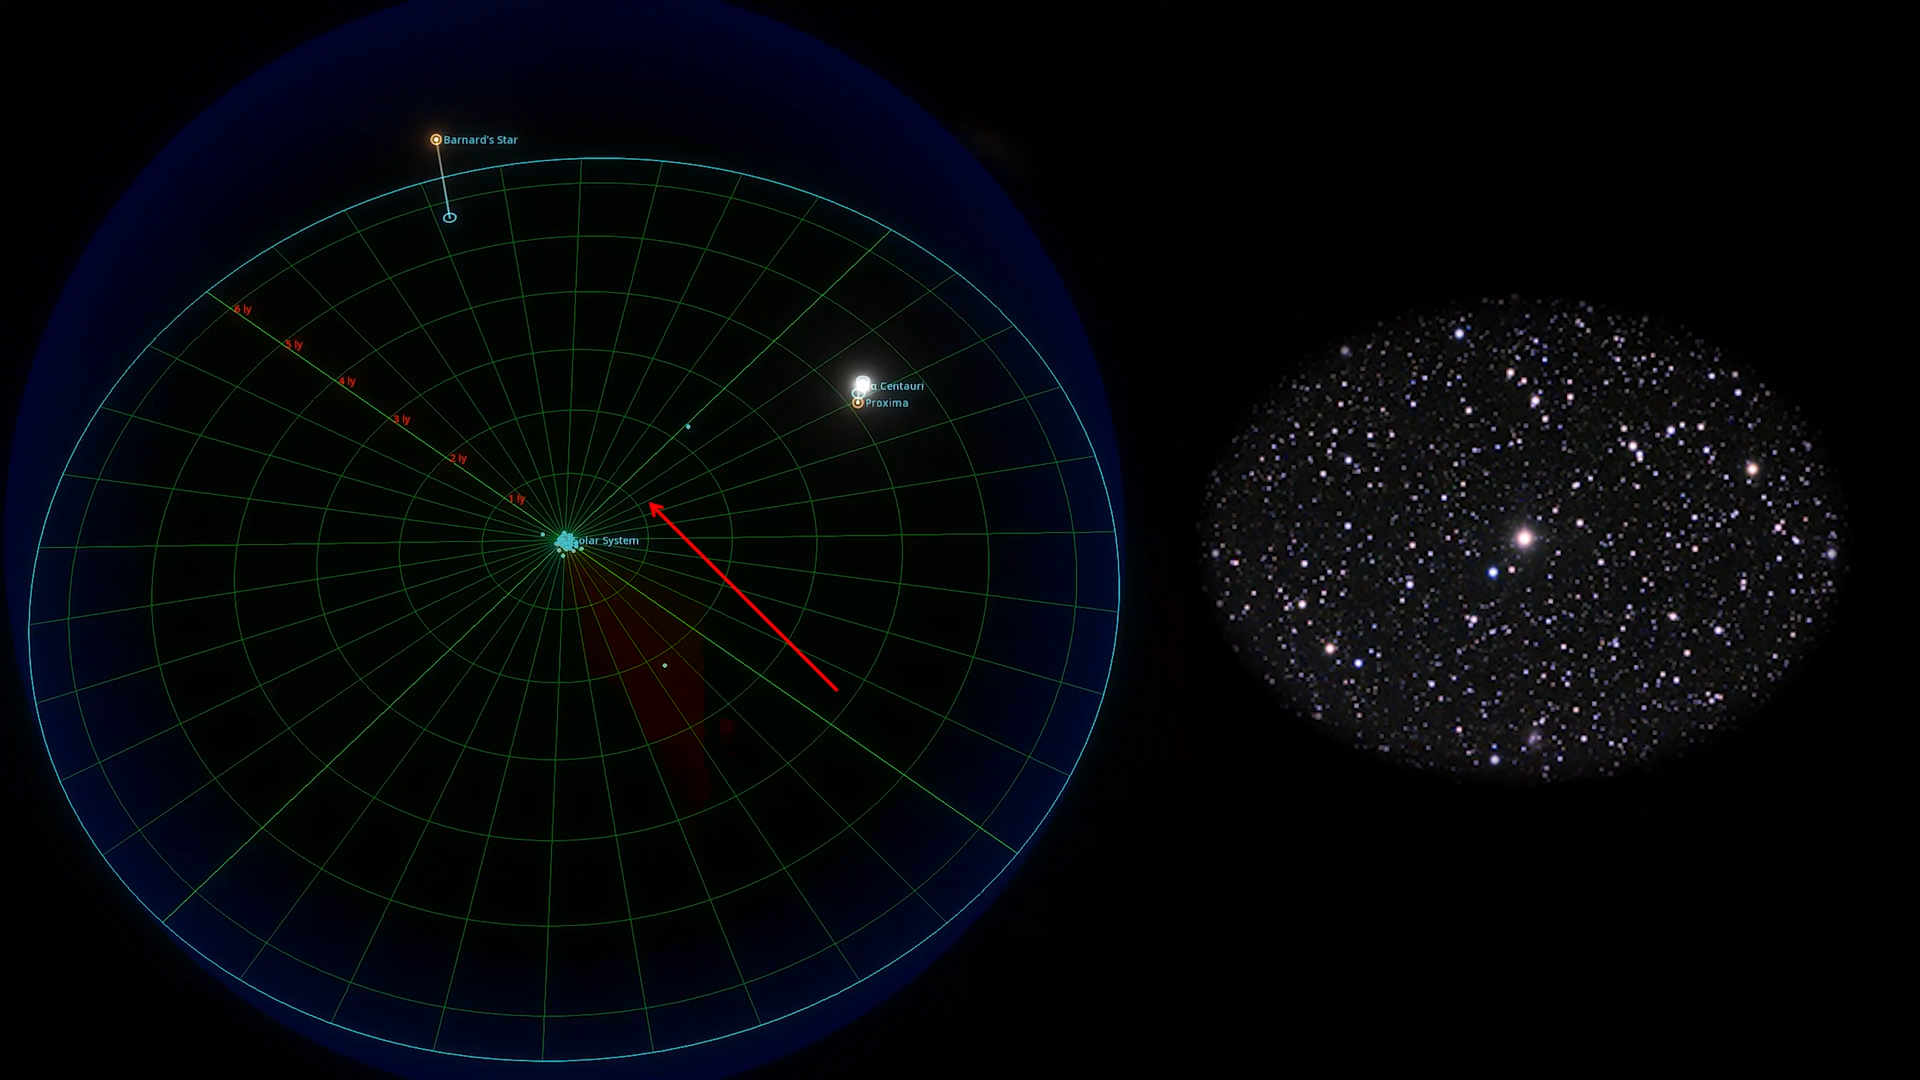 Barnard's Star
6 ly
5 ly
4 ly
α Centauri
Proxima
3 ly
2 ly
1 ly
Solar System